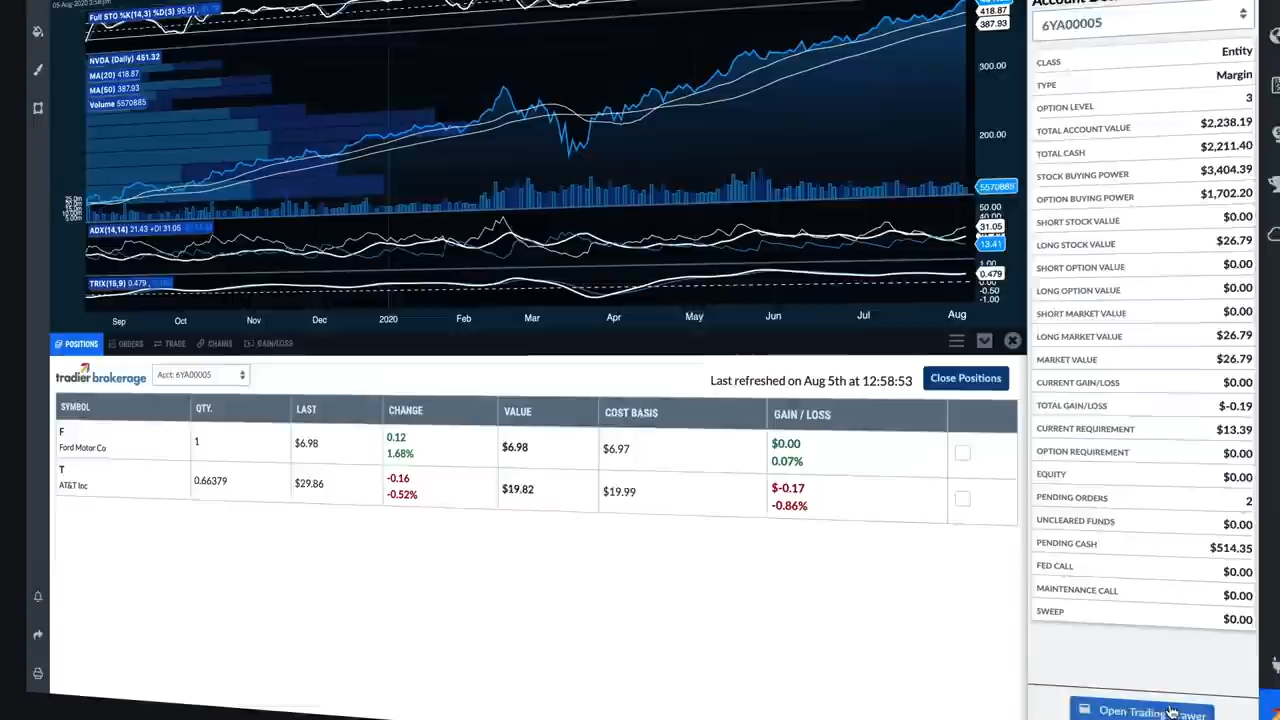 05-Aug-2020 3:58pm
Full STO %K(14,3) %D(3) 95.91
NVDA (Daily) 451.32
MA(20) 418.87
MA(50) 387.93
Volume 5570885
418.87
387.93
300.00
200.00
5570885
50.00
ADX(14,14) 21.43 +DI 31.05
31.05
13.41
1.00
TRIX(15,9) 0.479
0.479
-0.50
-1.00
Sep Oct Nov Dec 2020 Feb Mar Apr May Jun Jul Aug
POSITIONS ORDERS TRADE CHAINS GAIN/LOSS
tradier brokerage Acct: 6YA00005 Last refreshed on Aug 5th at 12:58:53 Close Positions
SYMBOL QTY. LAST CHANGE VALUE COST BASIS GAIN / LOSS
F
Ford Motor Co 1 $6.98 0.12 1.68% $6.98 $6.97 $0.00 0.07%
T
AT&T Inc 0.66379 $29.86 -0.16 -0.52% $19.82 $19.99 $-0.17 -0.86%
6YA00005
CLASS Entity
TYPE Margin
OPTION LEVEL 3
TOTAL ACCOUNT VALUE $2,238.19
TOTAL CASH $2,211.40
STOCK BUYING POWER $3,404.39
OPTION BUYING POWER $1,702.20
SHORT STOCK VALUE $0.00
LONG STOCK VALUE $26.79
SHORT OPTION VALUE $0.00
LONG OPTION VALUE $0.00
SHORT MARKET VALUE $0.00
LONG MARKET VALUE $26.79
MARKET VALUE $26.79
CURRENT GAIN/LOSS $0.00
TOTAL GAIN/LOSS $-0.19
CURRENT REQUIREMENT $13.39
OPTION REQUIREMENT $0.00
EQUITY $0.00
PENDING ORDERS 2
UNCLEARED FUNDS $0.00
PENDING CASH $514.35
FED CALL $0.00
MAINTENANCE CALL $0.00
SWEEP $0.00
Open Trading Drawer